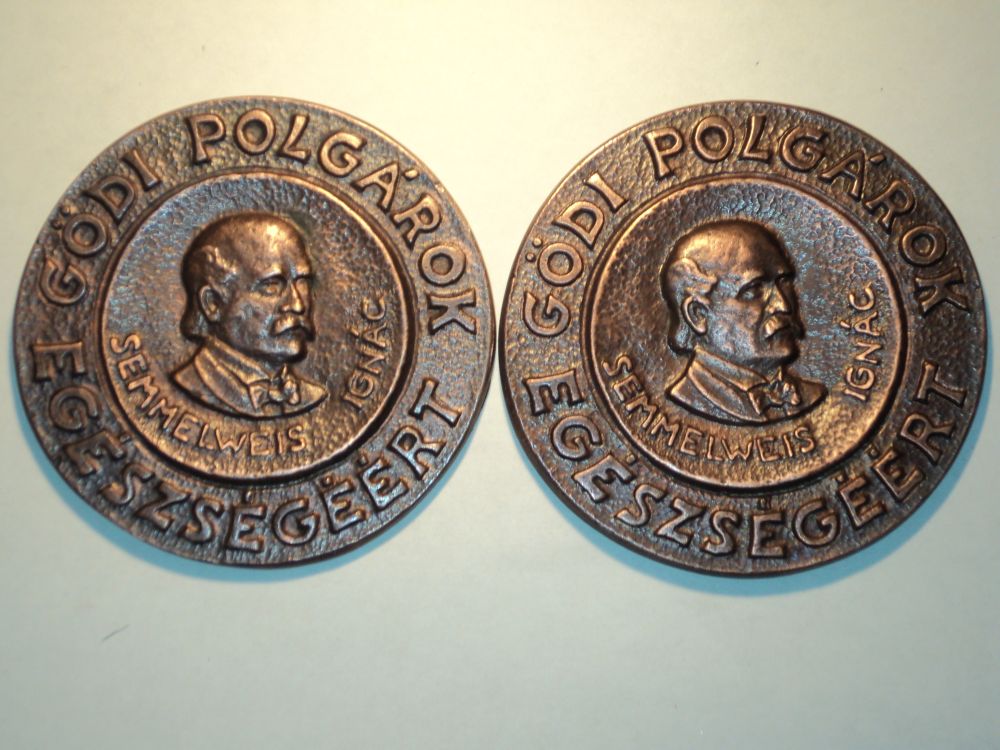 GÖDI POLGÁROK
EGÉSZSÉGÉÉRT
SEMMELWEIS
IGNÁC
GÖDI POLGÁROK
EGÉSZSÉGÉÉRT
SEMMELWEIS
IGNÁC